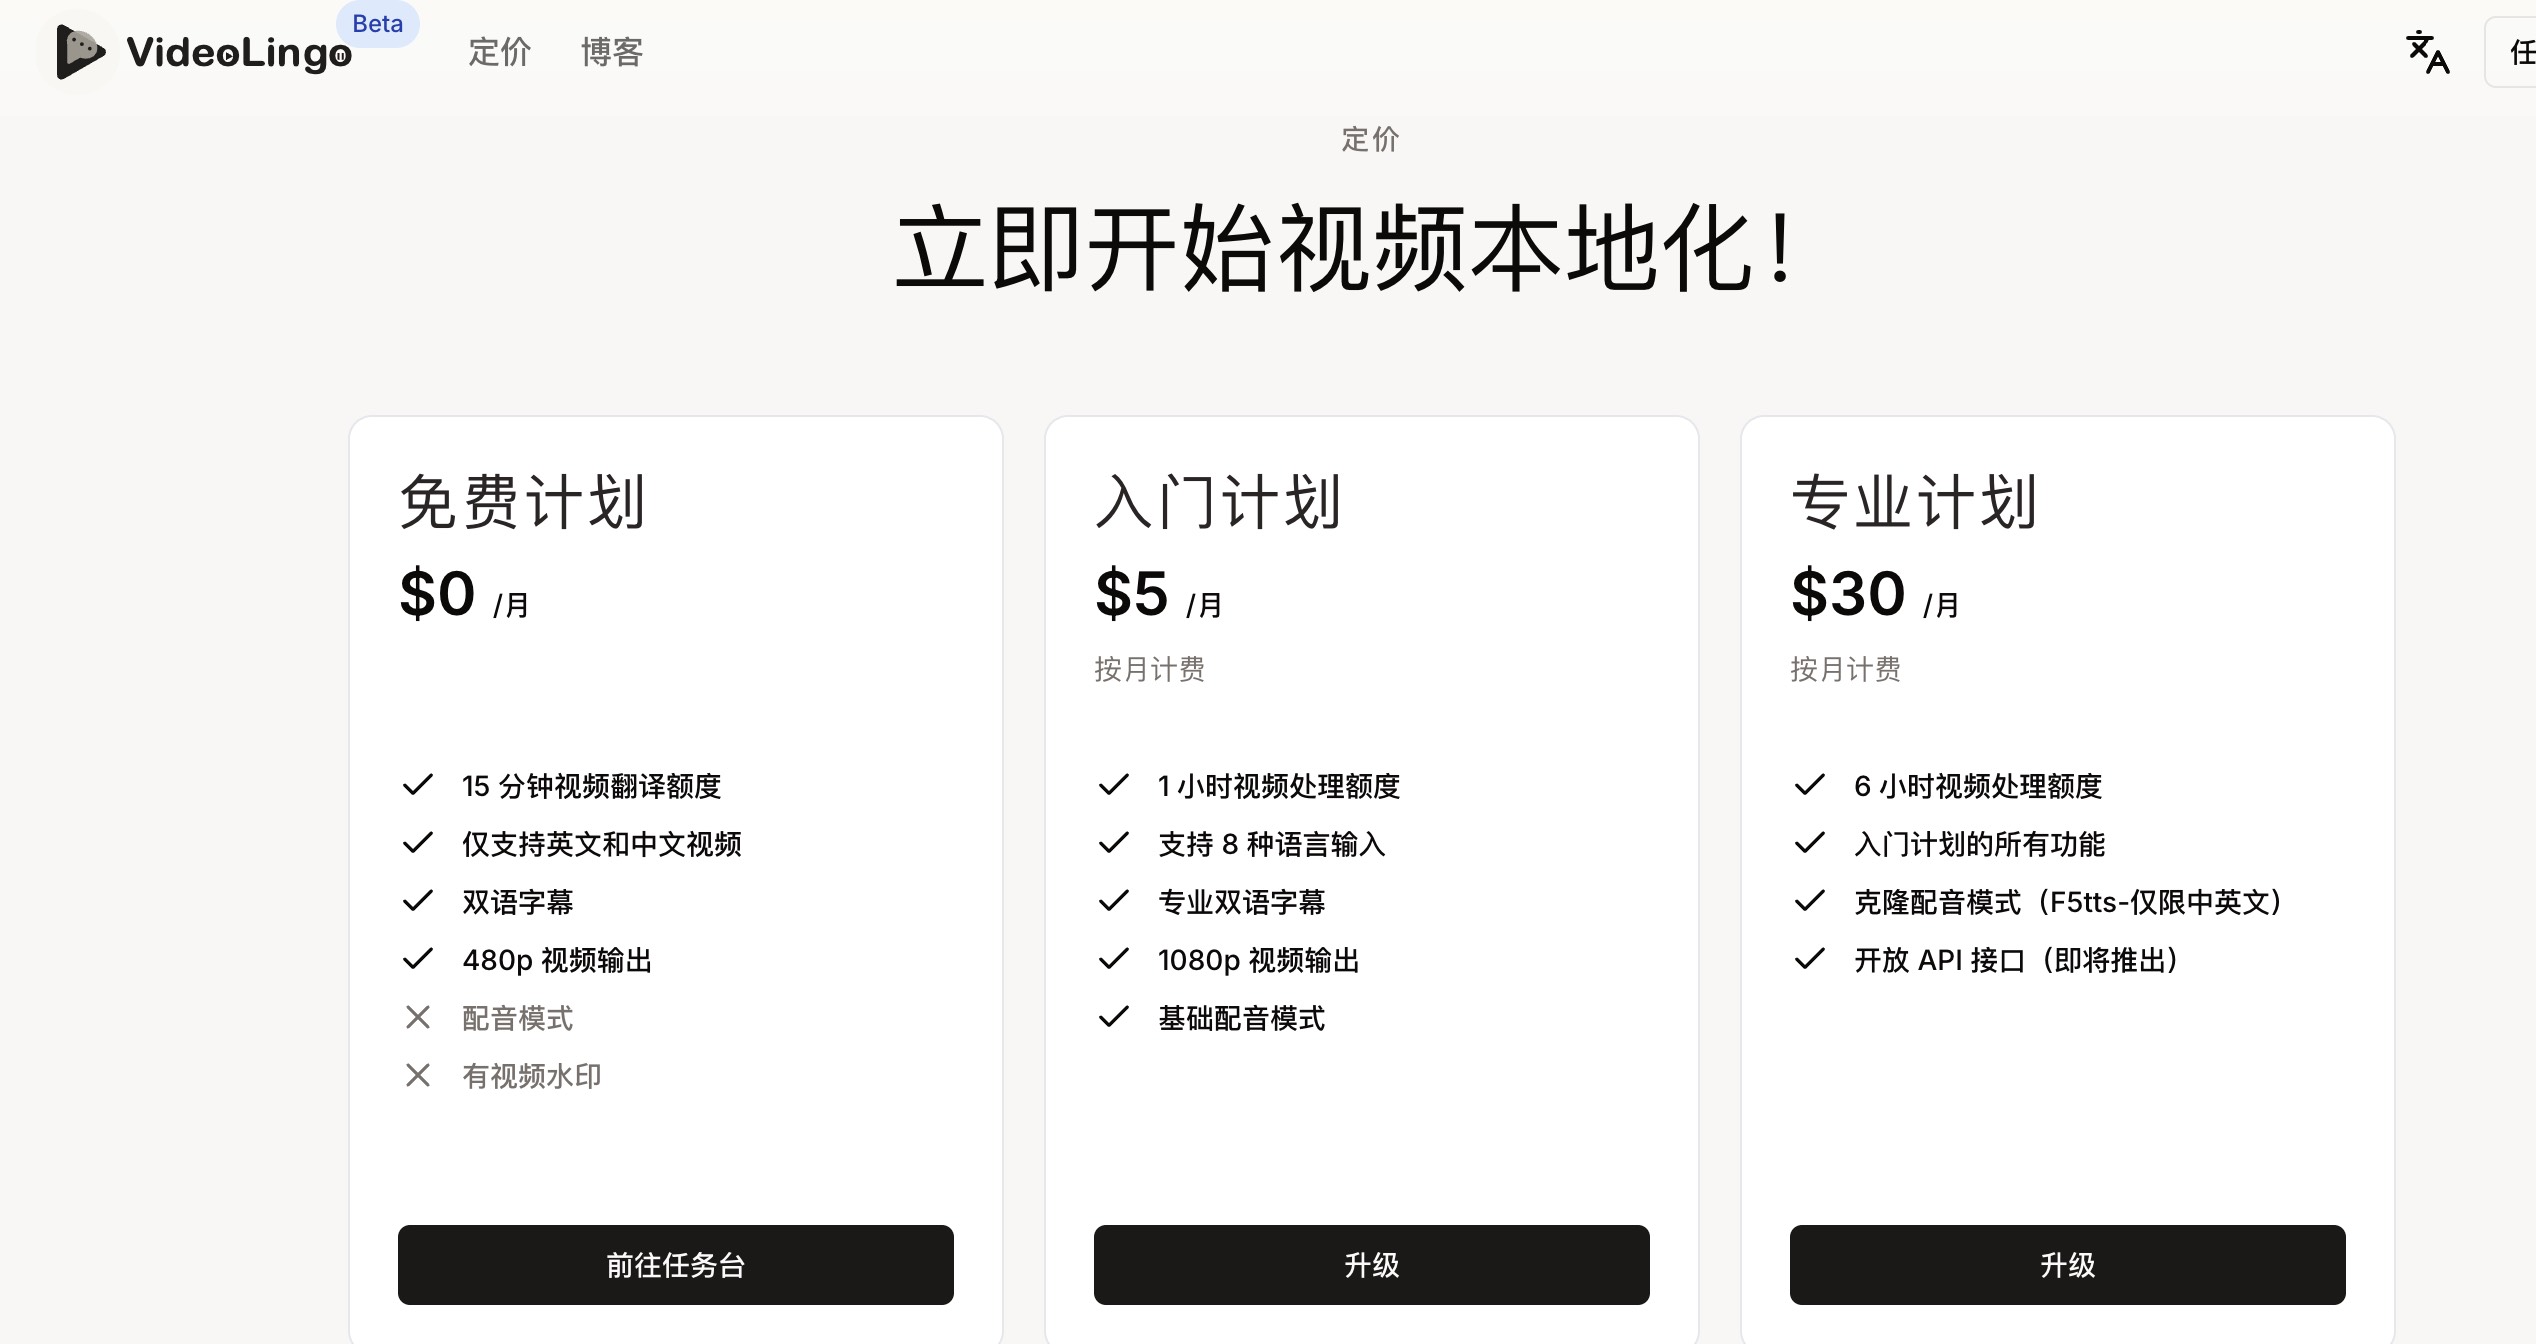 VideoLingo
Beta
定价
博客
定价
立即开始视频本地化！
免费计划
$0 /月
15 分钟视频翻译额度
仅支持英文和中文视频
双语字幕
480p 视频输出
配音模式
有视频水印
前往任务台
入门计划
$5 /月
按月计费
1 小时视频处理额度
支持 8 种语言输入
专业双语字幕
1080p 视频输出
基础配音模式
升级
专业计划
$30 /月
按月计费
6 小时视频处理额度
入门计划的所有功能
克隆配音模式（F5tts-仅限中英文）
开放 API 接口（即将推出）
升级